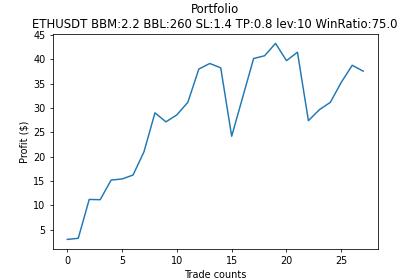 Portfolio
ETHUSDT BBM:2.2 BBL:260 SL:1.4 TP:0.8 lev:10 WinRatio:75.0
45
40
35
30
25
20
15
10
5
Profit ($)
0 5 10 15 20 25
Trade counts